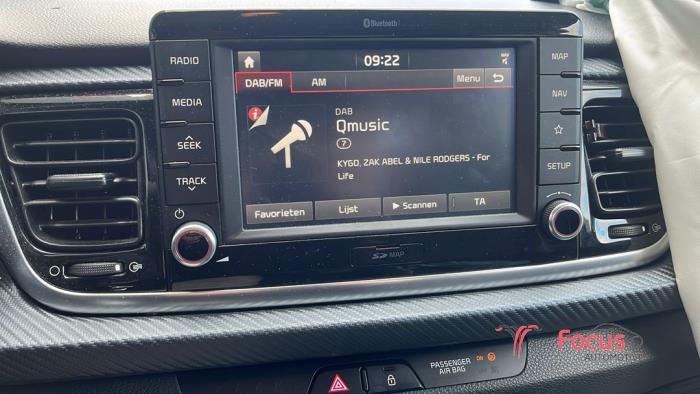 Bluetooth
RADIO
MEDIA
SEEK
TRACK
09:22
DAB/FM
AM
Menu
DAB
Qmusic
7
KYGO, ZAK ABEL & NILE RODGERS - For
Life
Favorieten
Lijst
Scannen
TA
MAP
NAV
SETUP
SD MAP
PASSENGER
AIR BAG
ON
Focus
AUTOMOTIVE